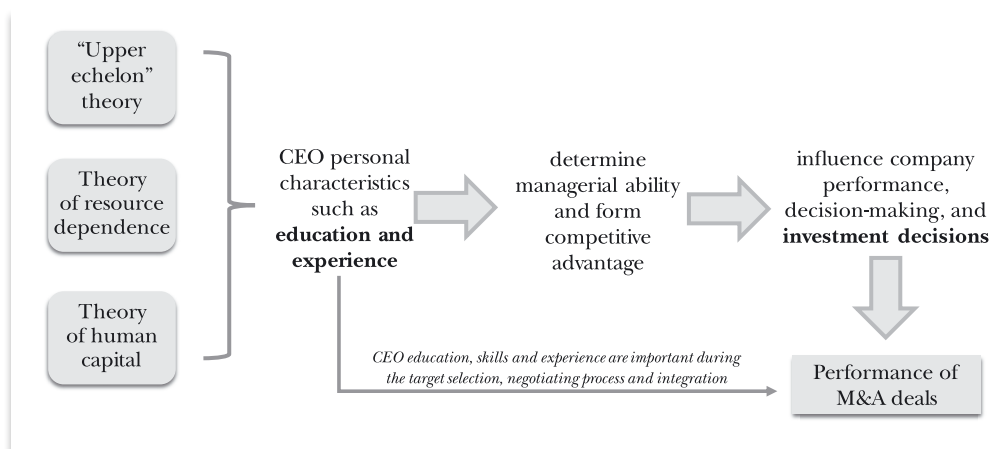 “Upper
echelon”
theory
Theory
of resource
dependence
Theory
of human
capital
CEO personal
characteristics
such as
education and
experience
determine
managerial ability
and form
competitive
advantage
influence company
performance,
decision-making, and
investment decisions
CEO education, skills and experience are important during
the target selection, negotiating process and integration
Performance of
M&A deals